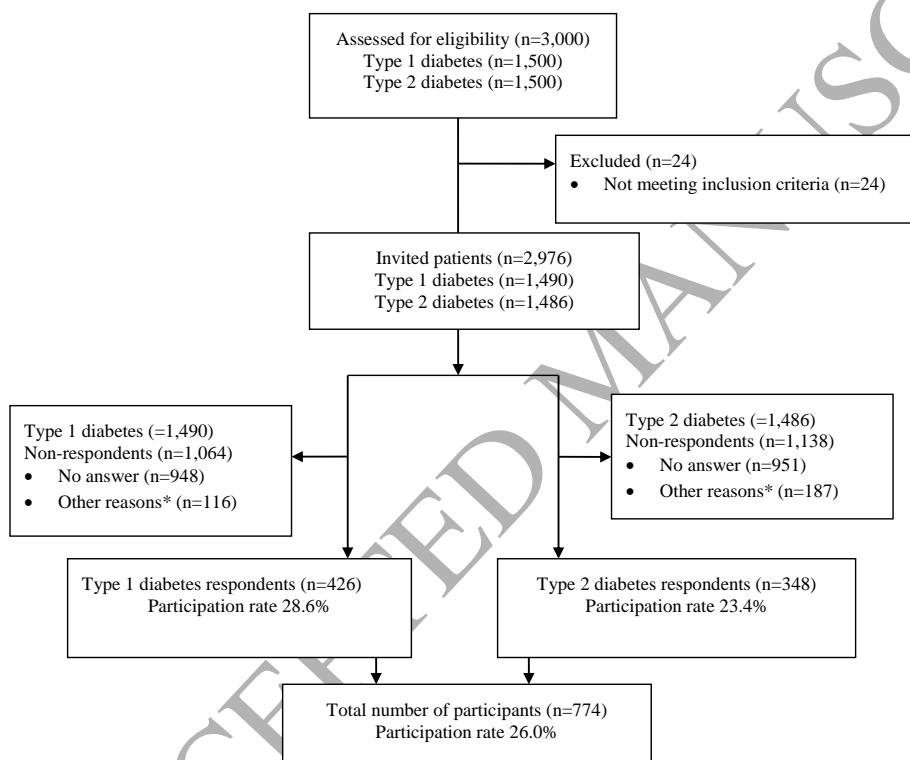 Assessed for eligibility (n=3,000)
Type 1 diabetes (n=1,500)
Type 2 diabetes (n=1,500)
Excluded (n=24)
• Not meeting inclusion criteria (n=24)
Invited patients (n=2,976)
Type 1 diabetes (n=1,490)
Type 2 diabetes (n=1,486)
Type 1 diabetes (=1,490)
Non-respondents (n=1,064)
• No answer (n=948)
• Other reasons* (n=116)
Type 2 diabetes (=1,486)
Non-respondents (n=1,138)
• No answer (n=951)
• Other reasons* (n=187)
Type 1 diabetes respondents (n=426)
Participation rate 28.6%
Type 2 diabetes respondents (n=348)
Participation rate 23.4%
Total number of participants (n=774)
Participation rate 26.0%